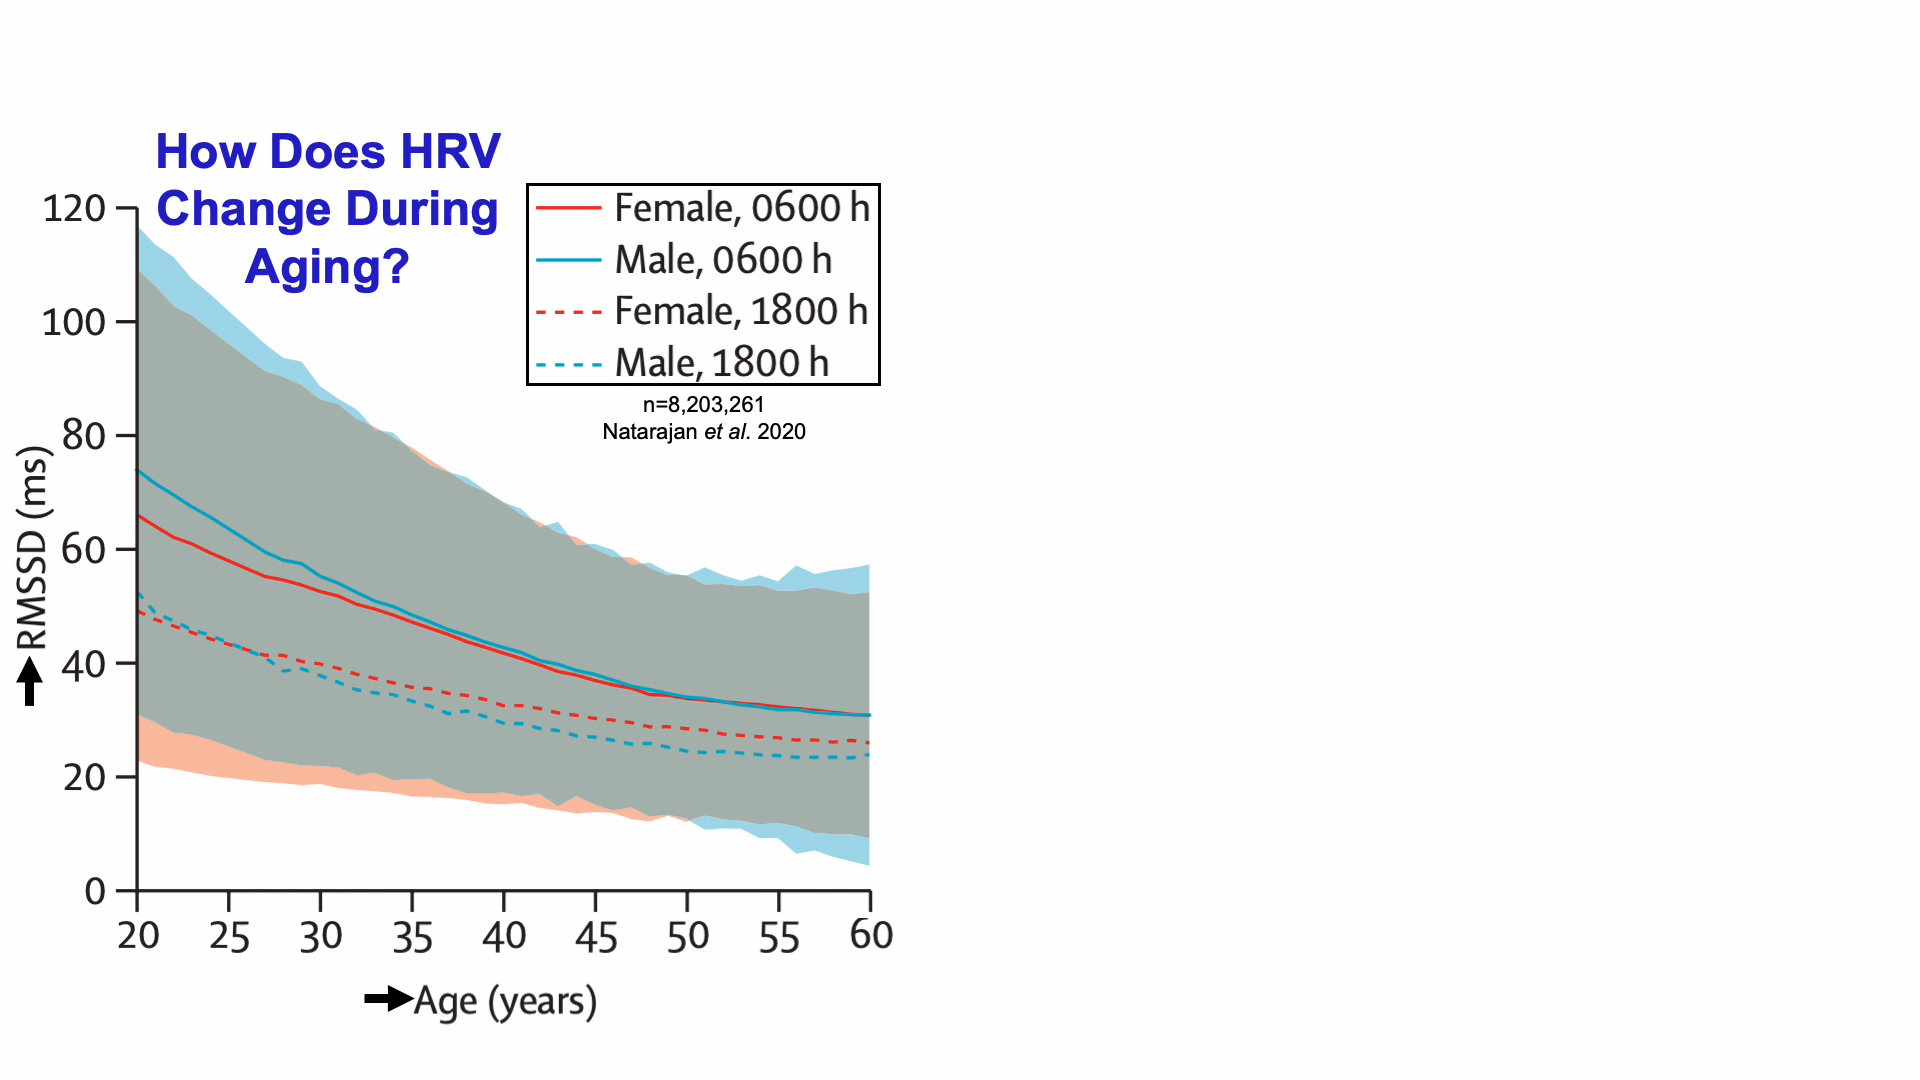 How Does HRV
Change During
Aging?
Female, 0600 h
Male, 0600 h
Female, 1800 h
Male, 1800 h
n=8,203,261
Natarajan et al. 2020
RMSSD (ms)
120
100
80
60
40
20
0
20 25 30 35 40 45 50 55 60
Age (years)